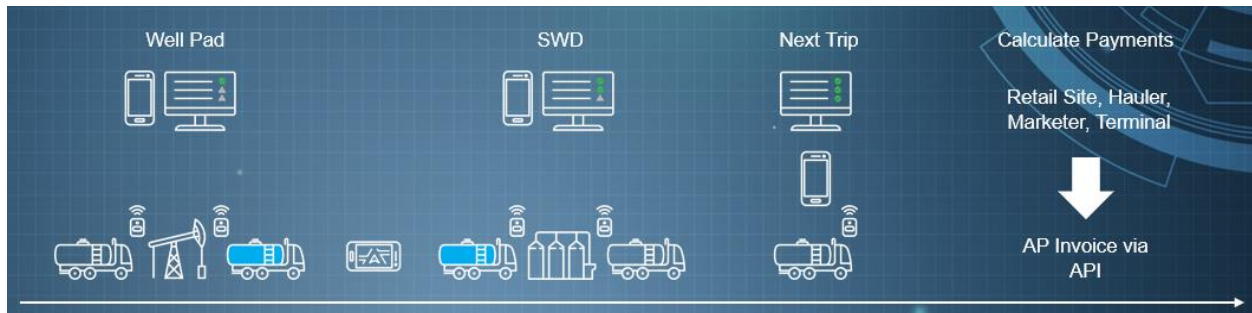 Well Pad
SWD
Next Trip
Calculate Payments
Retail Site, Hauler,
Marketer, Terminal
AP Invoice via
API